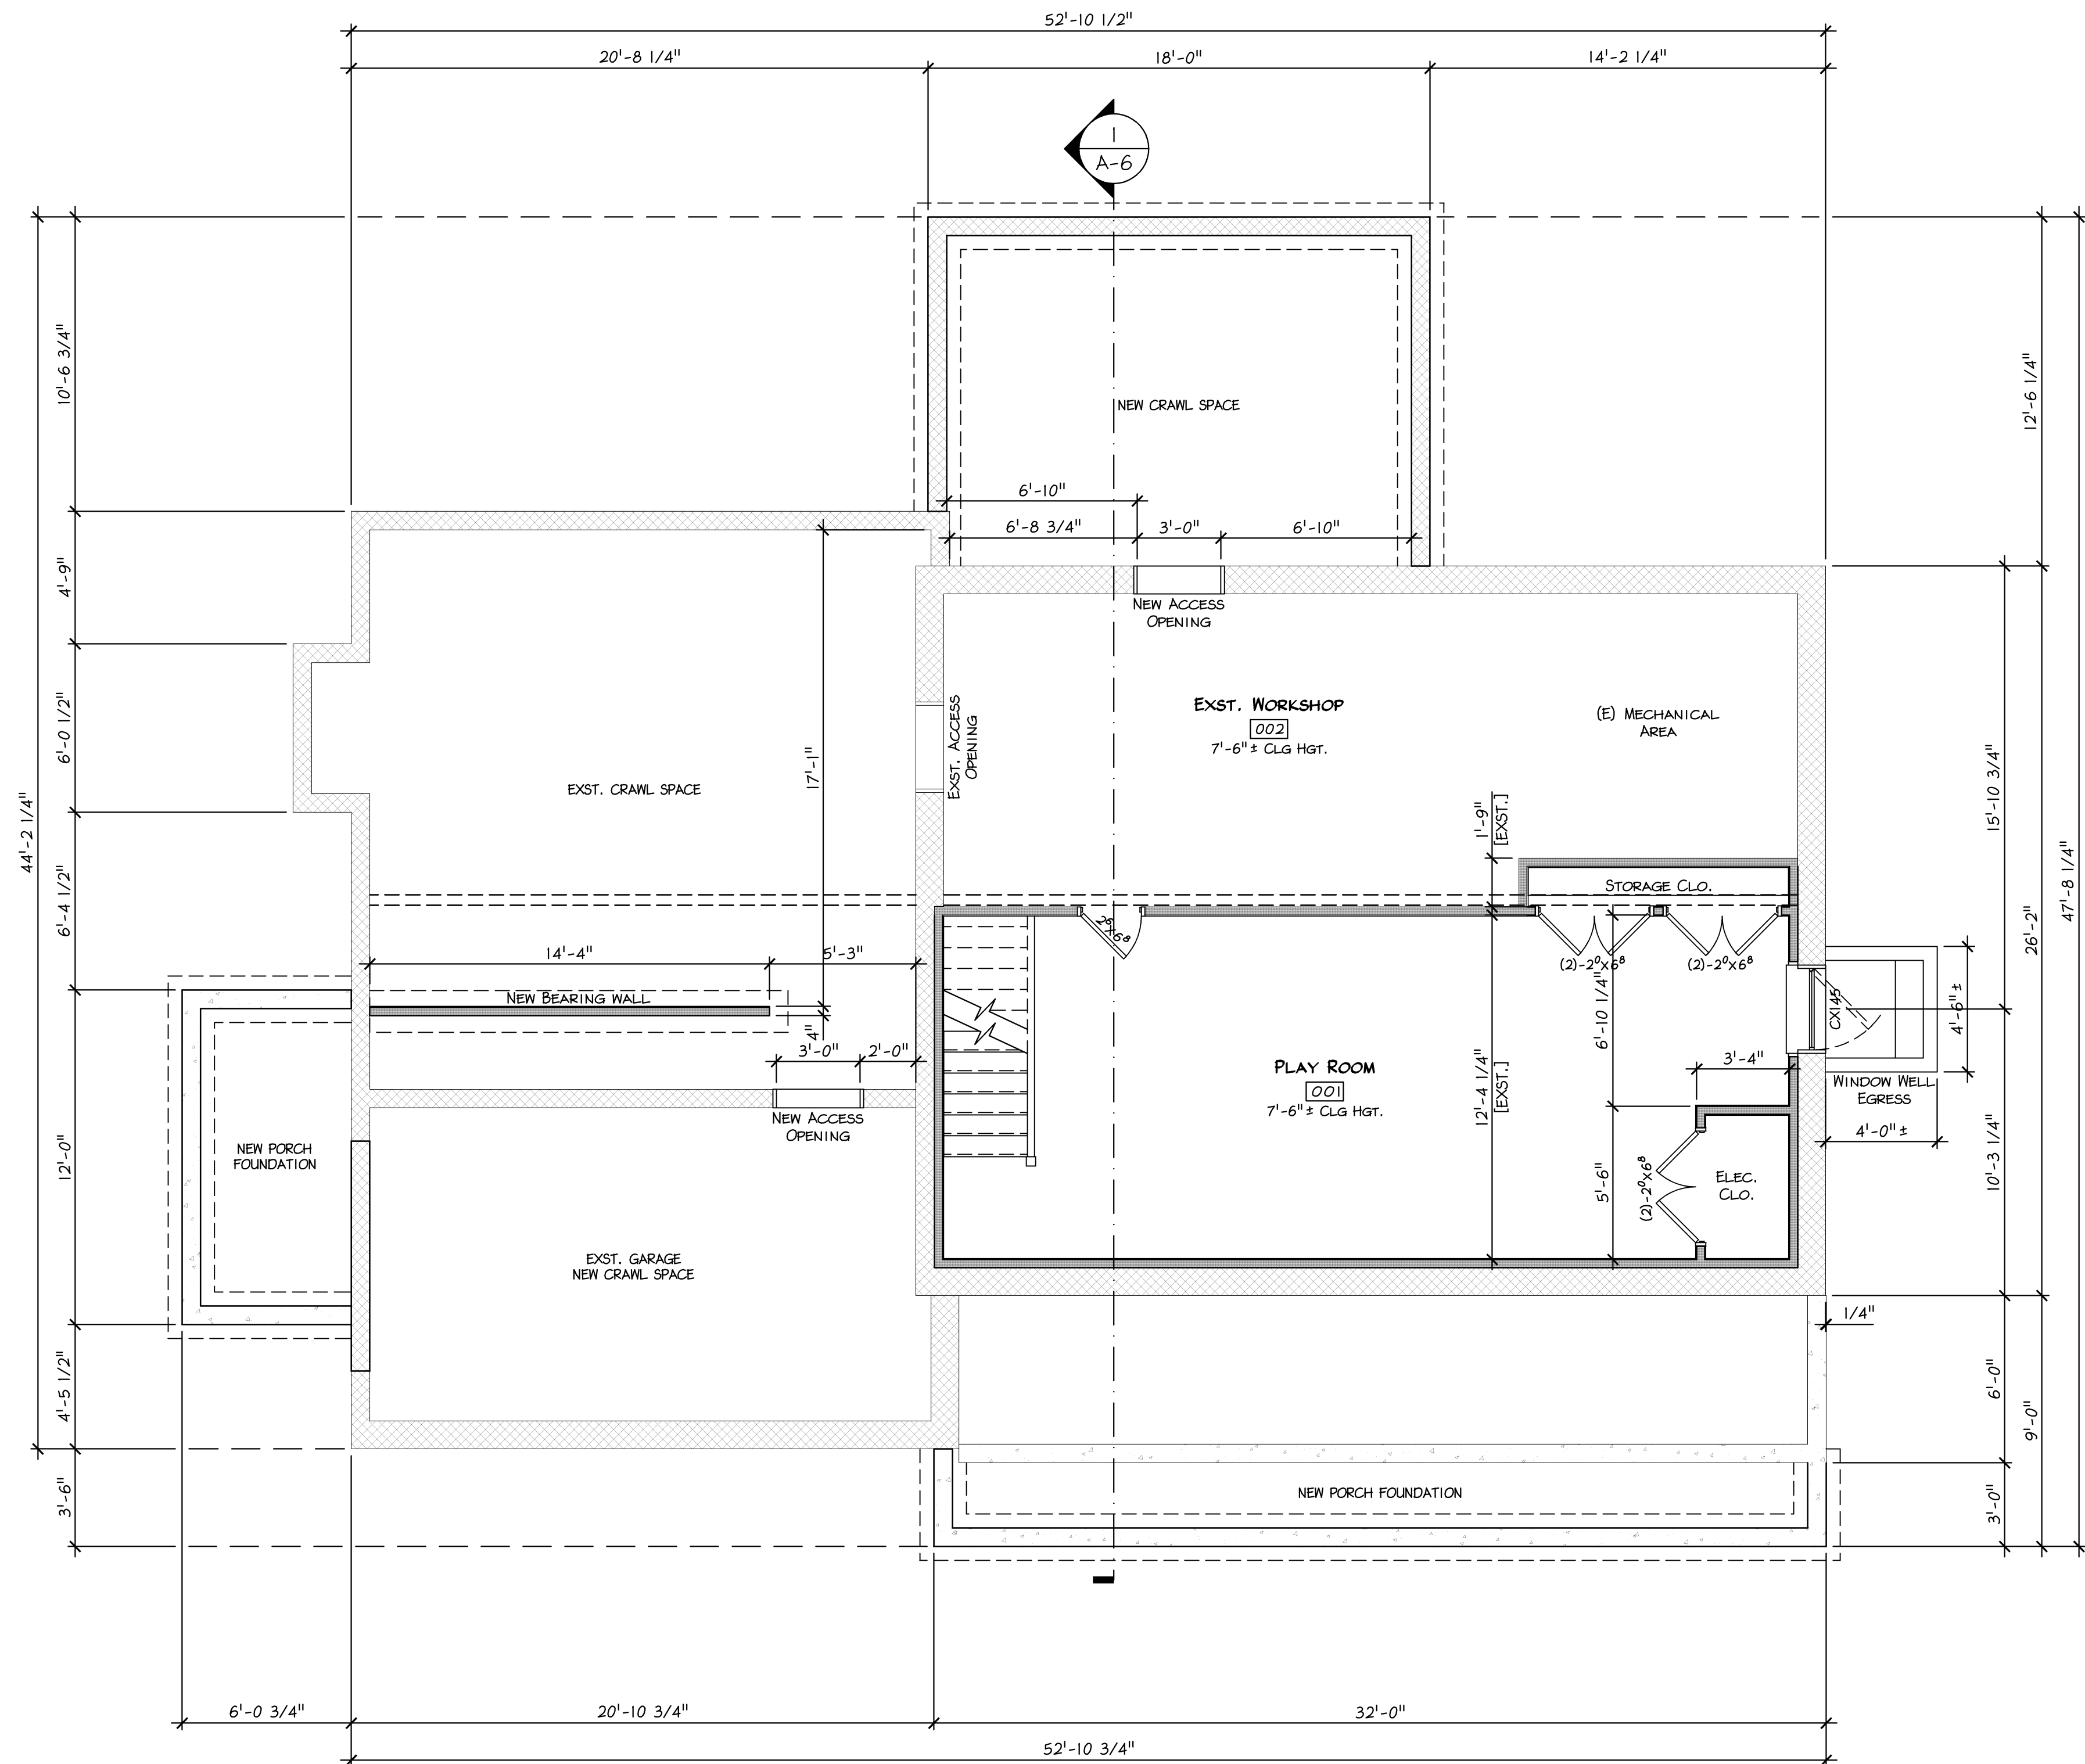 52'-10 1/2"
20'-8 1/4"
18'-0"
14'-2 1/4"
A-6
10'-6 3/4"
12'-6 1/4"
NEW CRAWL SPACE
6'-10"
6'-8 3/4"
3'-0"
6'-10"
4'-9"
NEW ACCESS
OPENING
EXST. ACCESS
OPENING
EXST. WORKSHOP
002
7'-6"± CLG HGT.
(E) MECHANICAL
AREA
6'-0 1/2"
17'-1"
EXST. CRAWL SPACE
15'-10 3/4"
44'-2 1/4"
1'-9"
[EXST.]
47'-8 1/4"
6'-4 1/2"
STORAGE CLO.
26'-2"
2⁶X6⁸
14'-4"
5'-3"
(2)-2⁰X6⁸
(2)-2⁰X6⁸
NEW BEARING WALL
4"
CX145
4'-6"±
6'-10 1/4"
3'-0"
2'-0"
PLAY ROOM
001
7'-6"± CLG HGT.
12'-4 1/4"
[EXST.]
3'-4"
WINDOW WELL
EGRESS
NEW ACCESS
OPENING
4'-0"±
12'-0"
NEW PORCH
FOUNDATION
5'-6"
(2)-2⁰X6⁸
ELEC.
CLO.
10'-3 1/4"
EXST. GARAGE
NEW CRAWL SPACE
1/4"
4'-5 1/2"
6'-0"
9'-0"
3'-6"
NEW PORCH FOUNDATION
3'-0"
6'-0 3/4"
20'-10 3/4"
32'-0"
52'-10 3/4"